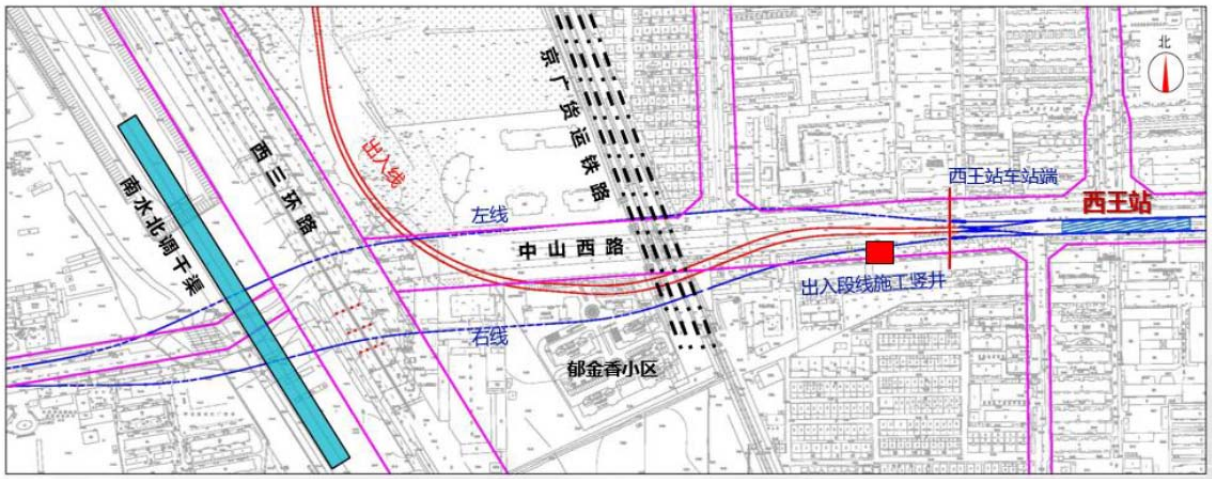 北
京广货运铁路
出入线
西三环路
南水北调干渠
西王站车站端
西王站
左线
中山西路
出入段线施工竖井
右线
郁金香小区